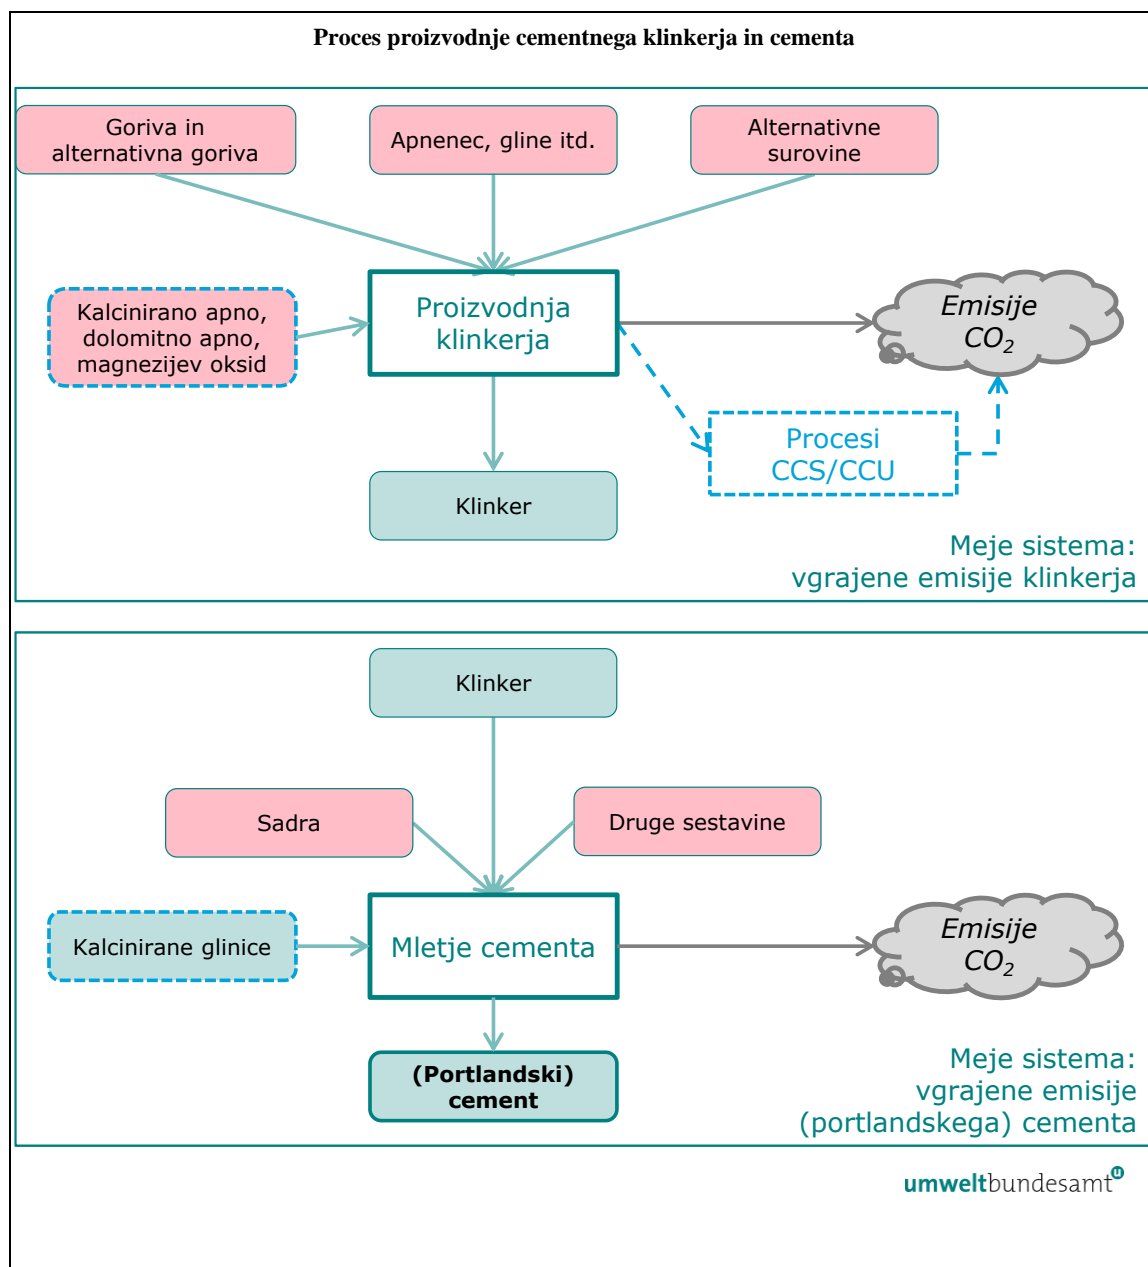 Proces proizvodnje cementnega klinkerja in cementa
Goriva in
alternativna goriva
Apnenec, gline itd.
Alternativne
surovine
Kalcinirano apno,
dolomitno apno,
magnezijev oksid
Proizvodnja
klinkerja
Emisije
CO₂
Procesi
CCS/CCU
Klinker
Meje sistema:
vgrajene emisije klinkerja
Klinker
Sadra
Druge sestavine
Kalcinirane glinice
Mletje cementa
Emisije
CO₂
(Portlandski)
cement
Meje sistema:
vgrajene emisije
(portlandskega) cementa
umweltbundesamt u